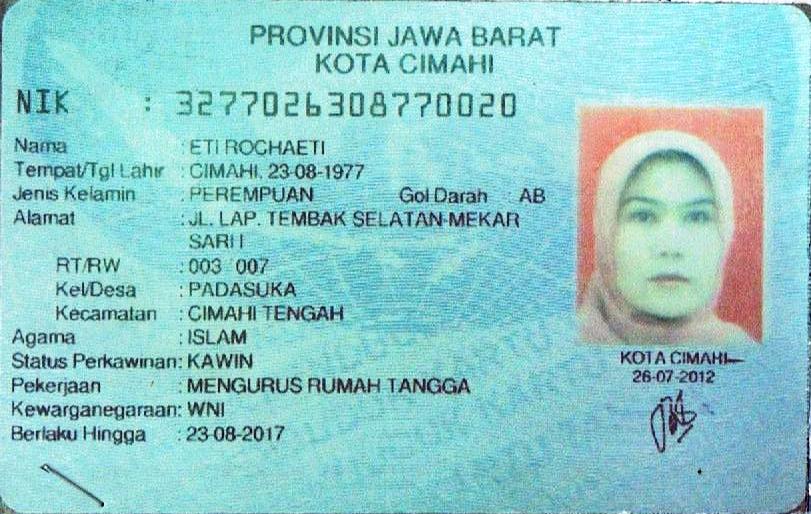 PROVINSI JAWA BARAT
KOTA CIMAHI
NIK : 3277026308770020
Nama : ETI ROCHAETI
Tempat/Tgl Lahir : CIMAHI, 23-08-1977
Jenis Kelamin : PEREMPUAN Gol Darah : AB
Alamat : JL. LAP. TEMBAK SELATAN-MEKAR
SARI I
RT/RW : 003 007
Kel/Desa : PADASUKA
Kecamatan : CIMAHI TENGAH
Agama : ISLAM
Status Perkawinan: KAWIN
Pekerjaan : MENGURUS RUMAH TANGGA
Kewarganegaraan: WNI
Berlaku Hingga : 23-08-2017
KOTA CIMAHI
26-07-2012